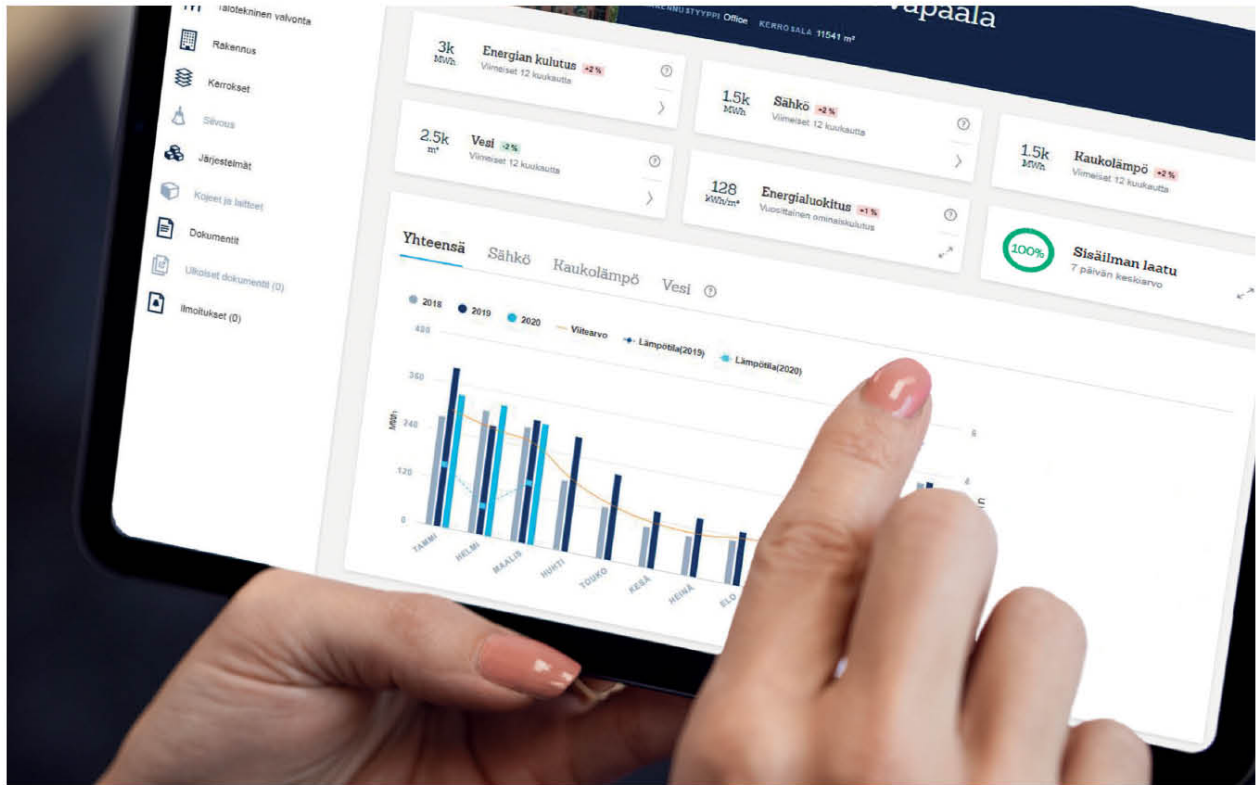 Talotekninen valvonta
Rakennus
Kerrokset
Siivous
Järjestelmät
Kojeet ja laitteet
Dokumentit
Ulkoiset dokumentit (0)
Ilmoitukset (0)
Office KERROSALA 11541 m²
3k MWh Energian kulutus +2 %
Viimeiset 12 kuukautta
1.5k MWh Sähkö +2 %
Viimeiset 12 kuukautta
1.5k MWh Kaukolämpö +2 %
Viimeiset 12 kuukautta
2.5k m³ Vesi -2 %
Viimeiset 12 kuukautta
128 kWh/m² Energialuokitus +1 %
Vuosittainen ominaiskulutus
100% Sisäilman laatu
7 päivän keskiarvo
Yhteensä Sähkö Kaukolämpö Vesi
2018 2019 2020 Viitearvo Lämpötila(2019) Lämpötila(2020)
480
360
240
120
0
MWh
6
4
TAMMI HELMI MAALIS HUHTI TOUKO KESÄ HEINÄ ELO